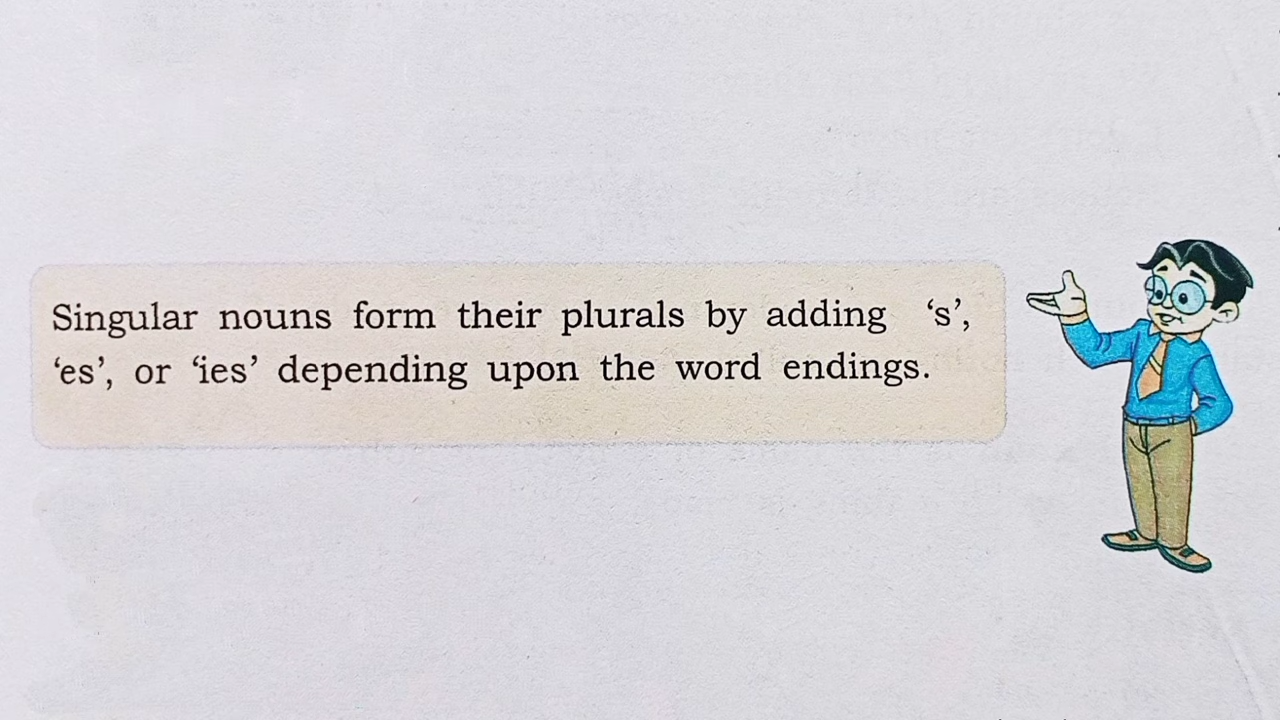 Singular nouns form their plurals by adding ‘s’,
‘es’, or ‘ies’ depending upon the word endings.